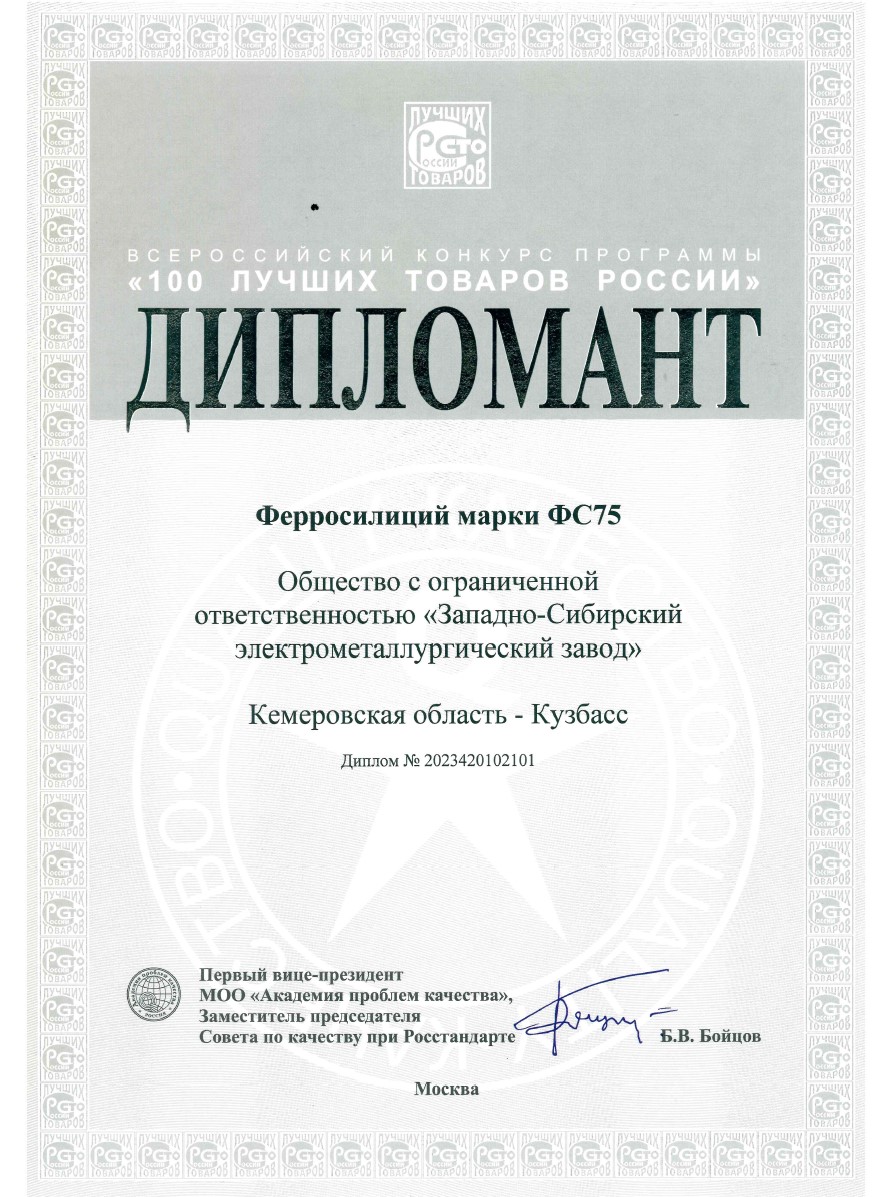 ЛУЧШИХ
РСТО
РОССИИ
ТОВАРОВ
ВСЕРОССИЙСКИЙ КОНКУРС ПРОГРАММЫ
«100 ЛУЧШИХ ТОВАРОВ РОССИИ»
ДИПЛОМАНТ
Ферросилиций марки ФС75
Общество с ограниченной
ответственностью «Западно-Сибирский
электрометаллургический завод»
Кемеровская область - Кузбасс
Диплом № 2023420102101
Первый вице-президент
МОО «Академия проблем качества»,
Заместитель председателя
Совета по качеству при Росстандарте
Б.В. Бойцов
Москва